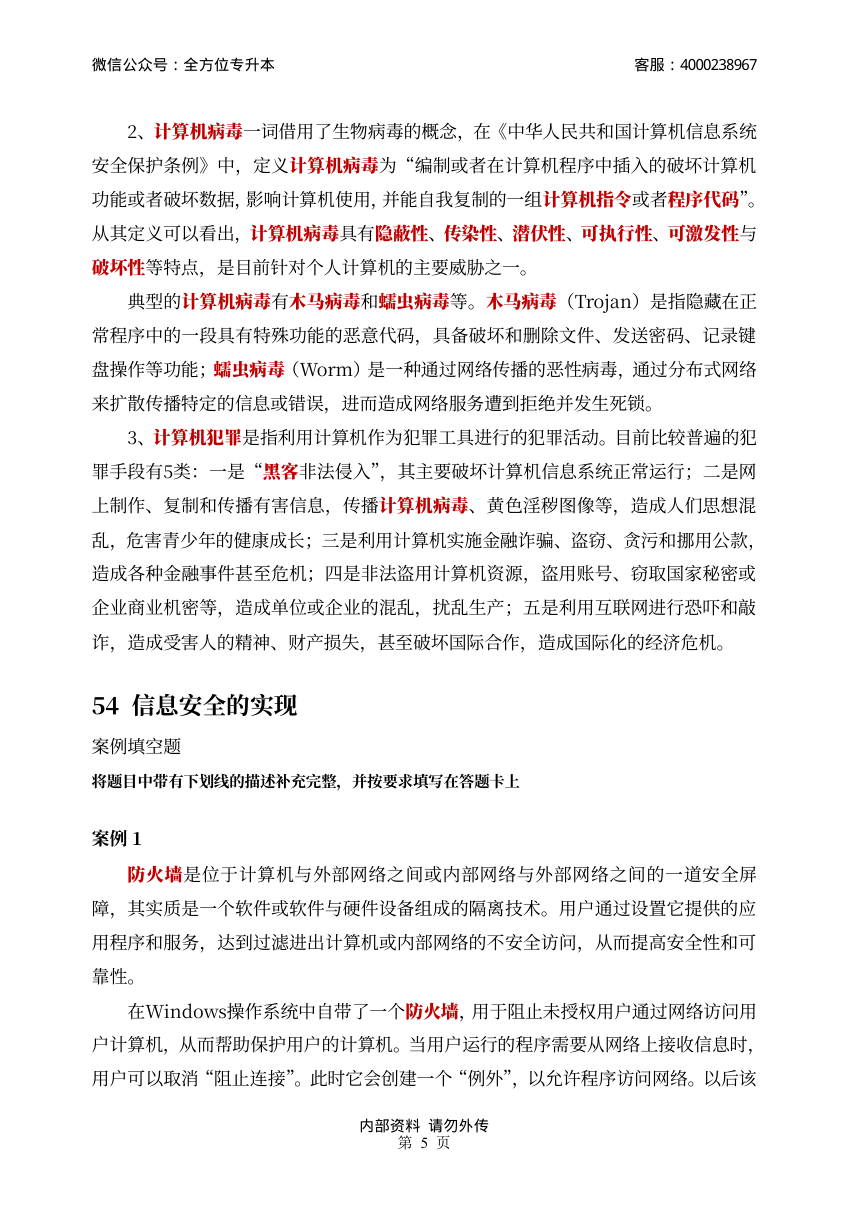 微信公众号：全方位专升本
客服：4000238967
2、计算机病毒一词借用了生物病毒的概念，在《中华人民共和国计算机信息系统
安全保护条例》中，定义计算机病毒为“编制或者在计算机程序中插入的破坏计算机
功能或者破坏数据，影响计算机使用，并能自我复制的一组计算机指令或者程序代码”。
从其定义可以看出，计算机病毒具有隐蔽性、传染性、潜伏性、可执行性、可激发性与
破坏性等特点，是目前针对个人计算机的主要威胁之一。
典型的计算机病毒有木马病毒和蠕虫病毒等。木马病毒（Trojan）是指隐藏在正
常程序中的一段具有特殊功能的恶意代码，具备破坏和删除文件、发送密码、记录键
盘操作等功能；蠕虫病毒（Worm）是一种通过网络传播的恶性病毒，通过分布式网络
来扩散传播特定的信息或错误，进而造成网络服务遭到拒绝并发生死锁。
3、计算机犯罪是指利用计算机作为犯罪工具进行的犯罪活动。目前比较普遍的犯
罪手段有5类：一是“黑客非法侵入”，其主要破坏计算机信息系统正常运行；二是网
上制作、复制和传播有害信息，传播计算机病毒、黄色淫秽图像等，造成人们思想混
乱，危害青少年的健康成长；三是利用计算机实施金融诈骗、盗窃、贪污和挪用公款，
造成各种金融事件甚至危机；四是非法盗用计算机资源，盗用账号、窃取国家秘密或
企业商业机密等，造成单位或企业的混乱，扰乱生产；五是利用互联网进行恐吓和敲
诈，造成受害人的精神、财产损失，甚至破坏国际合作，造成国际化的经济危机。
54 信息安全的实现
案例填空题
将题目中带有下划线的描述补充完整，并按要求填写在答题卡上
案例 1
防火墙是位于计算机与外部网络之间或内部网络与外部网络之间的一道安全屏
障，其实质是一个软件或软件与硬件设备组成的隔离技术。用户通过设置它提供的应
用程序和服务，达到过滤进出计算机或内部网络的不安全访问，从而提高安全性和可
靠性。
在Windows操作系统中自带了一个防火墙，用于阻止未授权用户通过网络访问用
户计算机，从而帮助保护用户的计算机。当用户运行的程序需要从网络上接收信息时，
用户可以取消“阻止连接”。此时它会创建一个“例外”，以允许程序访问网络。以后该
内部资料 请勿外传
第 5 页